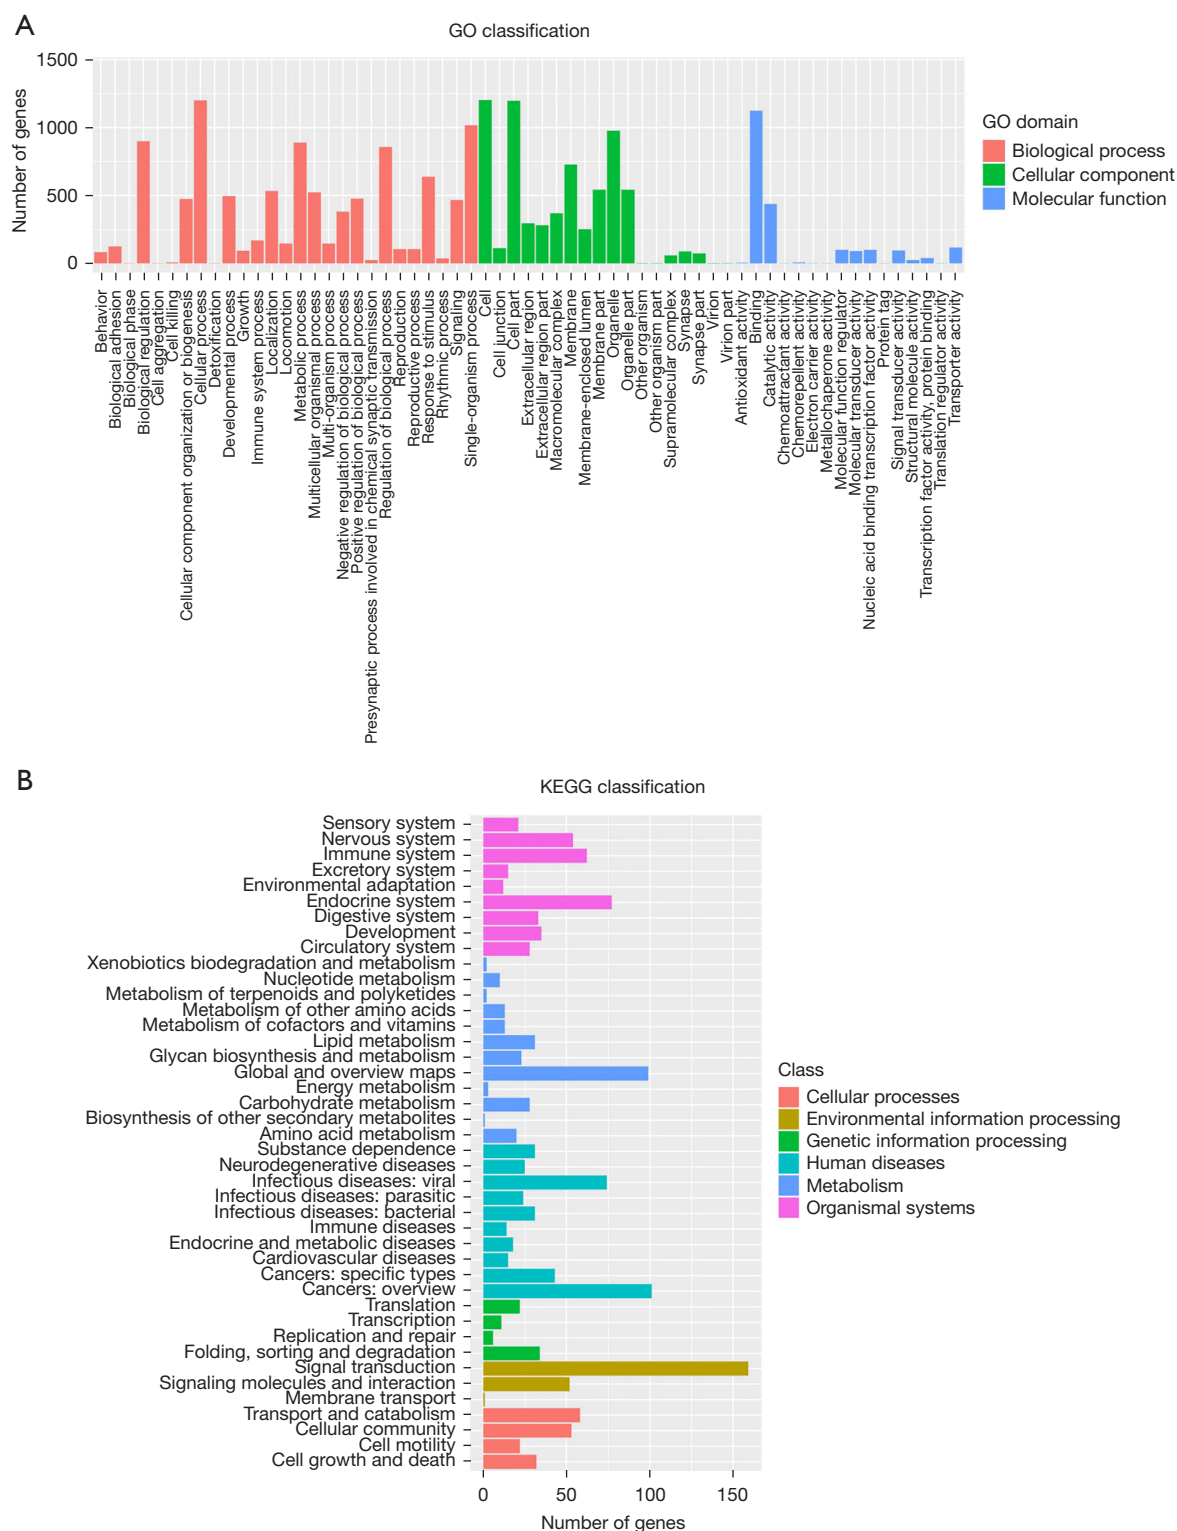 A
GO classification
1500
1000
500
0
Number of genes
GO domain
Biological process
Cellular component
Molecular function
Behavior
Biological adhesion
Biological phase
Biological regulation
Cell aggregation
Cell killing
Cellular component organization or biogenesis
Cellular process
Detoxification
Developmental process
Growth
Immune system process
Localization
Locomotion
Metabolic process
Multicellular organismal process
Multi-organism process
Negative regulation of biological process
Positive regulation of biological process
Presynaptic process involved in chemical synaptic transmission
Regulation of biological process
Reproduction
Reproductive process
Response to stimulus
Rhythmic process
Signaling
Single-organism process
Cell
Cell junction
Cell part
Extracellular region
Extracellular region part
Macromolecular complex
Membrane
Membrane-enclosed lumen
Membrane part
Organelle
Organelle part
Other organism
Other organism part
Supramolecular complex
Synapse
Synapse part
Virion
Virion part
Antioxidant activity
Binding
Catalytic activity
Chemoattractant activity
Chemorepellent activity
Electron carrier activity
Metallochaperone activity
Molecular function regulator
Molecular transducer activity
Nucleic acid binding transcription factor activity
Protein tag
Signal transducer activity
Structural molecule activity
Transcription factor activity, protein binding
Translation regulator activity
Transporter activity
B
KEGG classification
Sensory system
Nervous system
Immune system
Excretory system
Environmental adaptation
Endocrine system
Digestive system
Development
Circulatory system
Xenobiotics biodegradation and metabolism
Nucleotide metabolism
Metabolism of terpenoids and polyketides
Metabolism of other amino acids
Metabolism of cofactors and vitamins
Lipid metabolism
Glycan biosynthesis and metabolism
Global and overview maps
Energy metabolism
Carbohydrate metabolism
Biosynthesis of other secondary metabolites
Amino acid metabolism
Substance dependence
Neurodegenerative diseases
Infectious diseases: viral
Infectious diseases: parasitic
Infectious diseases: bacterial
Immune diseases
Endocrine and metabolic diseases
Cardiovascular diseases
Cancers: specific types
Cancers: overview
Translation
Transcription
Replication and repair
Folding, sorting and degradation
Signal transduction
Signaling molecules and interaction
Membrane transport
Transport and catabolism
Cellular community
Cell motility
Cell growth and death
Class
Cellular processes
Environmental information processing
Genetic information processing
Human diseases
Metabolism
Organismal systems
0 50 100 150
Number of genes